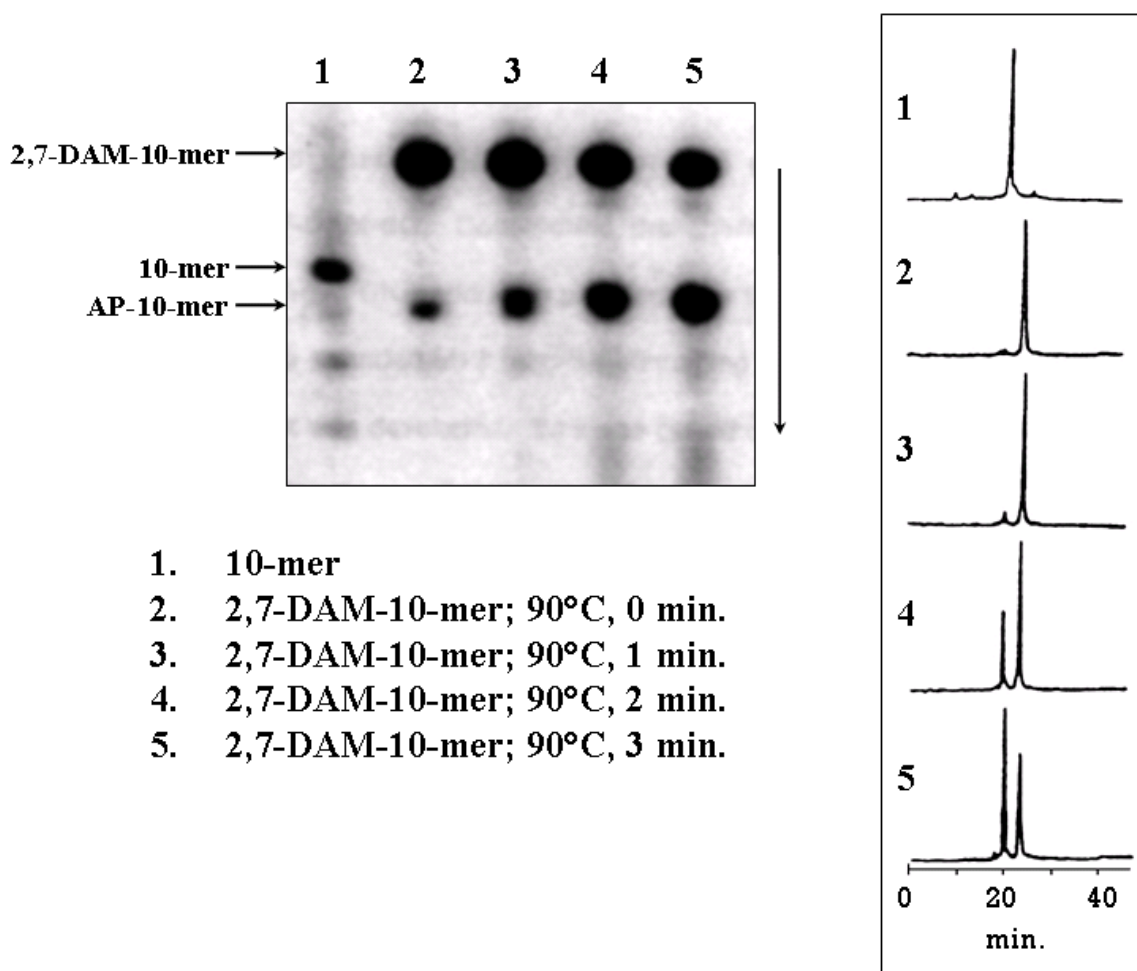 1 2 3 4 5
2,7-DAM-10-mer
10-mer
AP-10-mer
1. 10-mer
2. 2,7-DAM-10-mer; 90°C, 0 min.
3. 2,7-DAM-10-mer; 90°C, 1 min.
4. 2,7-DAM-10-mer; 90°C, 2 min.
5. 2,7-DAM-10-mer; 90°C, 3 min.
1
2
3
4
5
0 20 40
min.